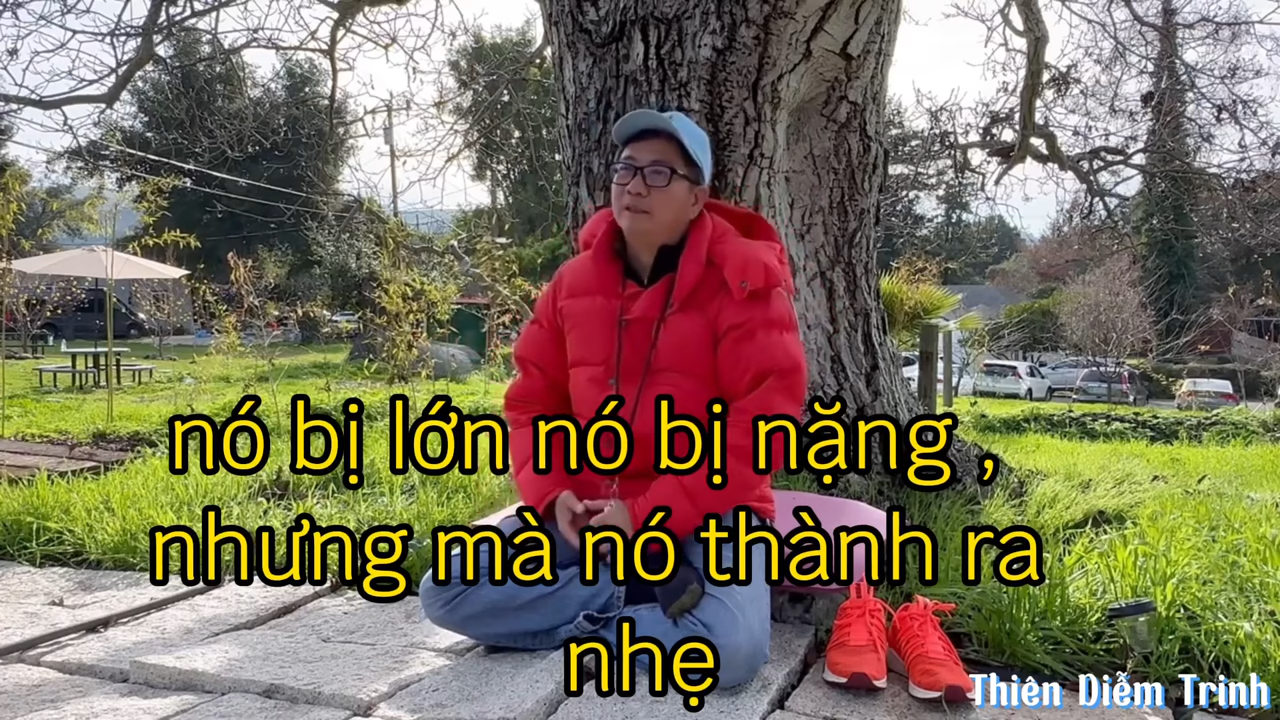 nó bị lớn nó bị nặng ,
nhưng mà nó thành ra
nhẹ
Thiên Diễm Trinh